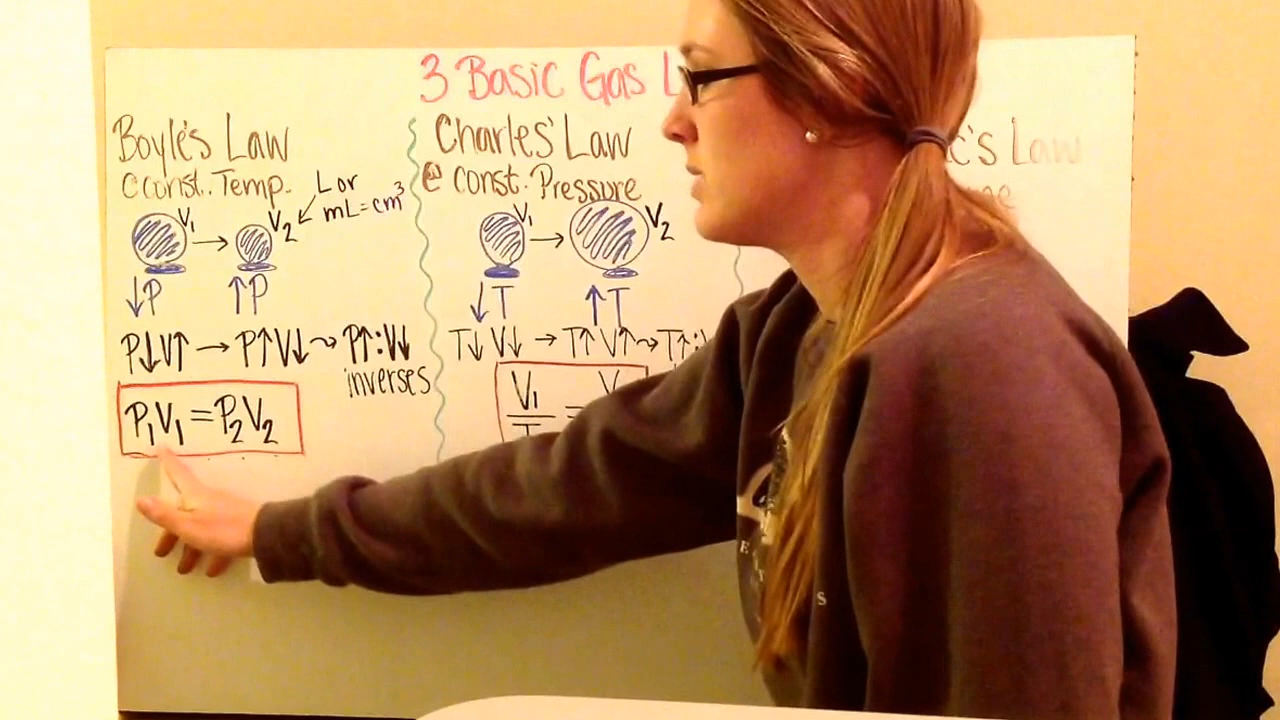 3 Basic Gas L
Boyle's Law
@ const. Temp.
L or
mL = cm³
V₁ → V₂
↓P ↑P
P↓V↑ → P↑V↓ ⤳ P↑:V↓
inverses
P₁V₁ = P₂V₂
Charles' Law
@ const. Pressure
V₁ → V₂
↓T ↑T
T↓ V↓ → T↑ V↑ ⤳ T↑:
V₁ = V
T
c's Law
me